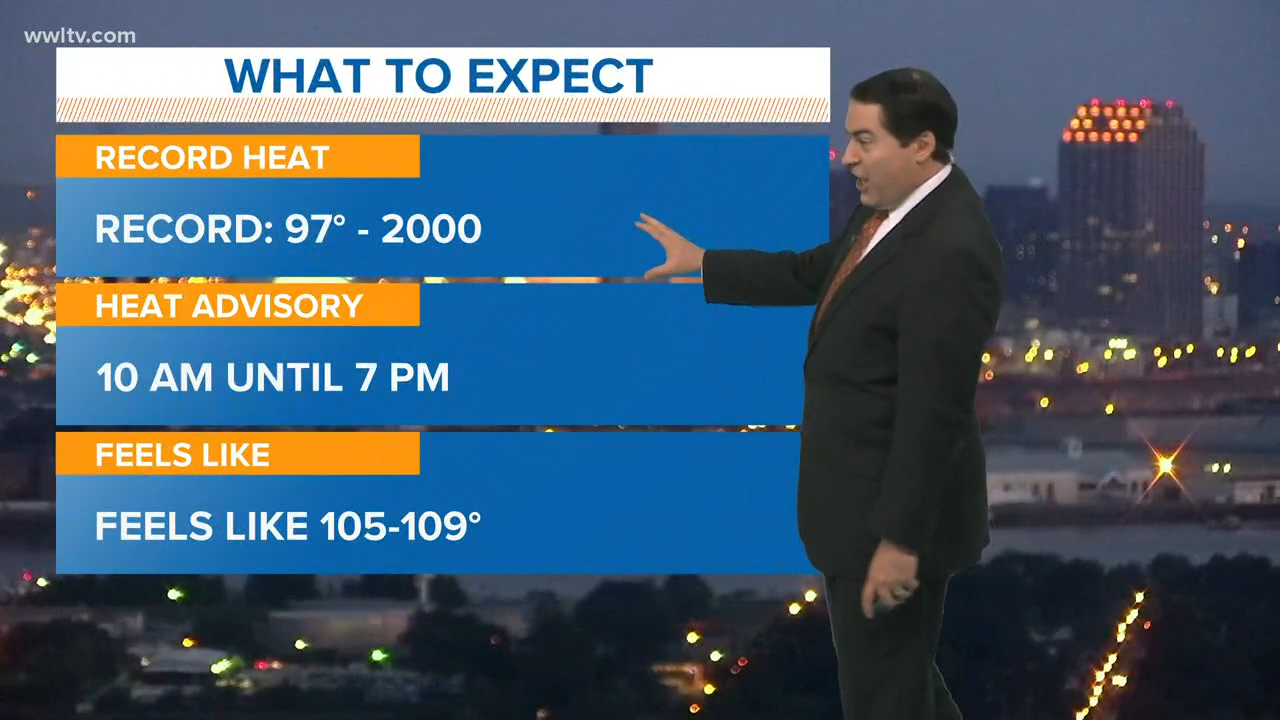 wwltv.com
WHAT TO EXPECT
RECORD HEAT
RECORD: 97° - 2000
HEAT ADVISORY
10 AM UNTIL 7 PM
FEELS LIKE
FEELS LIKE 105-109°